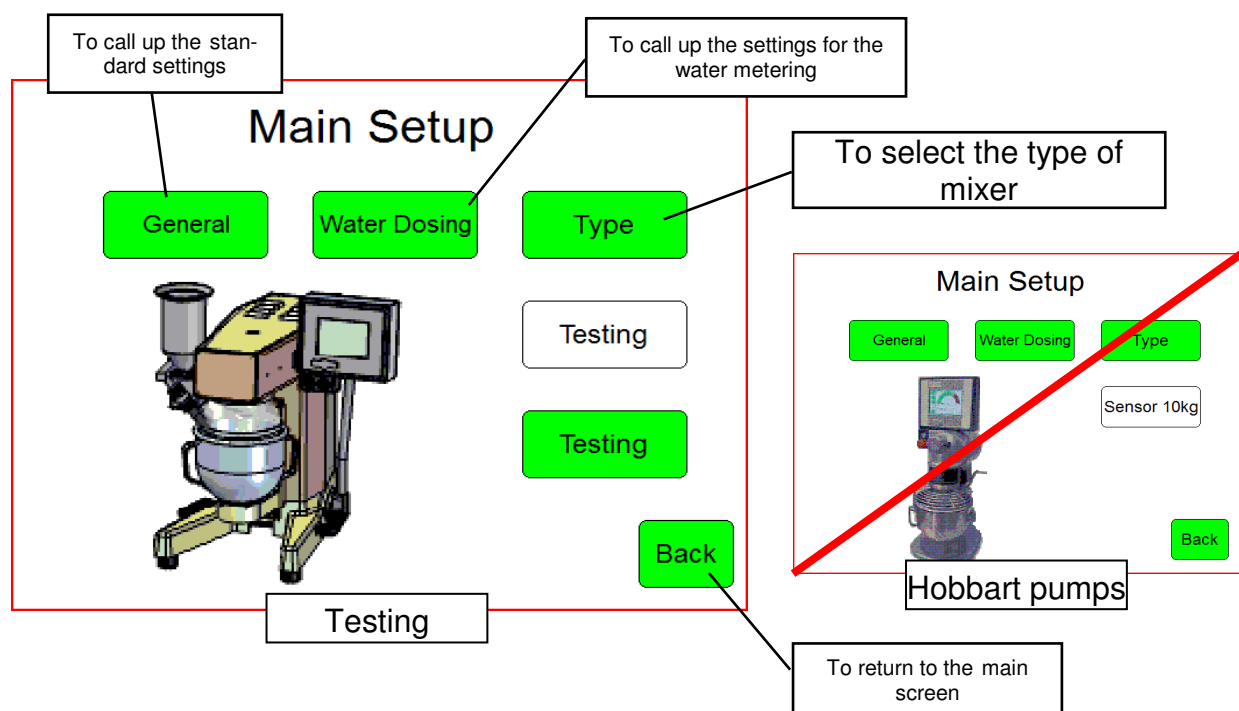 To call up the stan-
dard settings
To call up the settings for the
water metering
Main Setup
To select the type of
mixer
General
Water Dosing
Type
Testing
Testing
Back
Testing
Main Setup
General
Water Dosing
Type
Sensor 10kg
Back
Hobbart pumps
To return to the main
screen